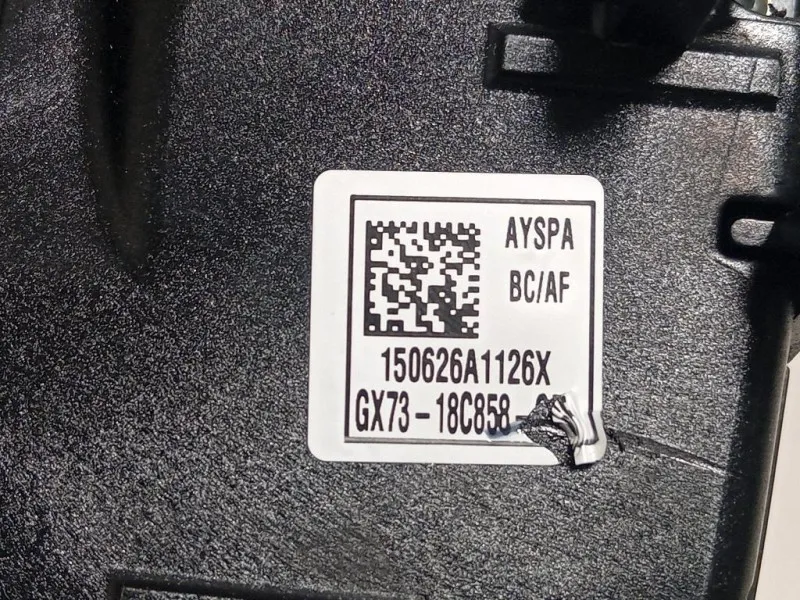 AYSPA
BC/AF
150626A1126X
GX73-18C858-